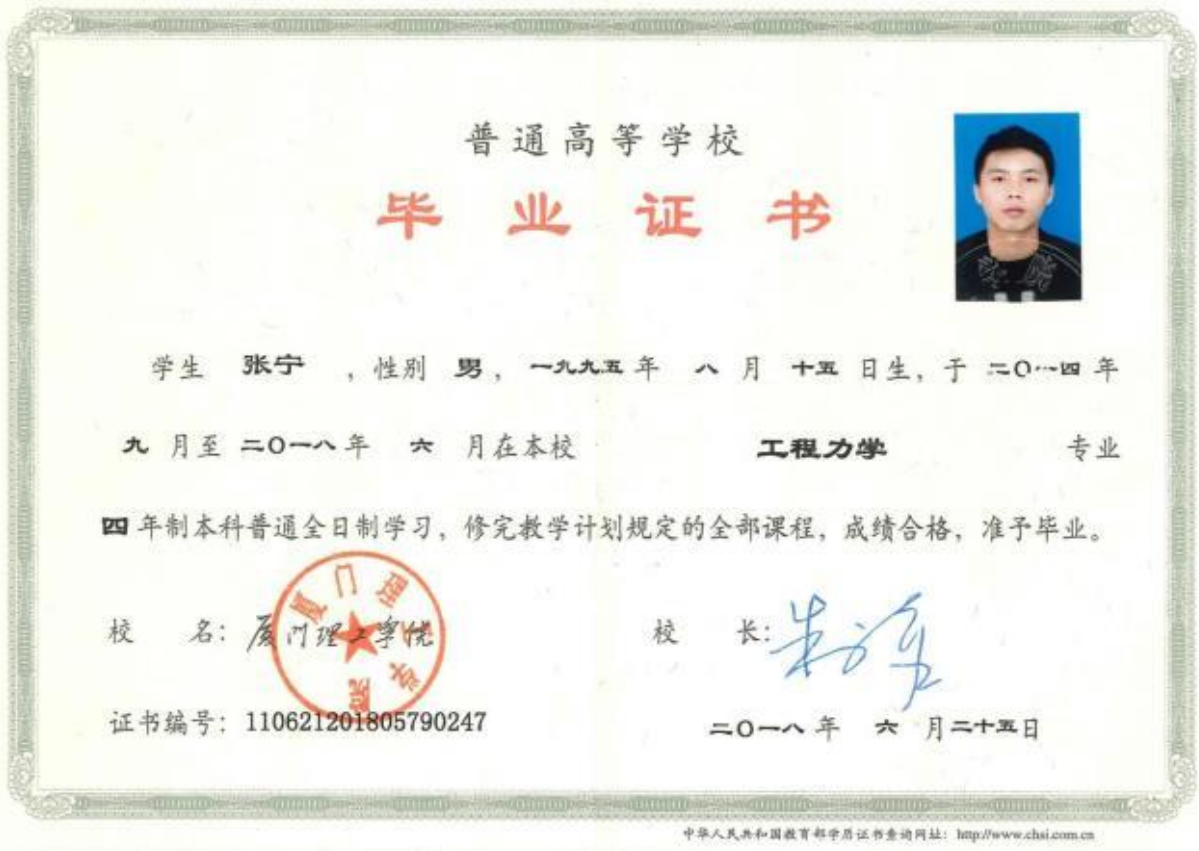 普通高等学校
毕业证书
学生 张宁 ，性别 男，一九九五年 八 月 十五 日生，于 二〇一四 年
九 月至 二〇一八 年 六 月在本校 工程力学 专业
四 年制本科普通全日制学习，修完教学计划规定的全部课程，成绩合格，准予毕业。
校 名：厦门理工学院 校 长：
厦门理工学院
证书编号：110621201805790247
二〇一八 年 六 月二十五日
中华人民共和国教育部学历证书查询网址：http://www.chsi.com.cn